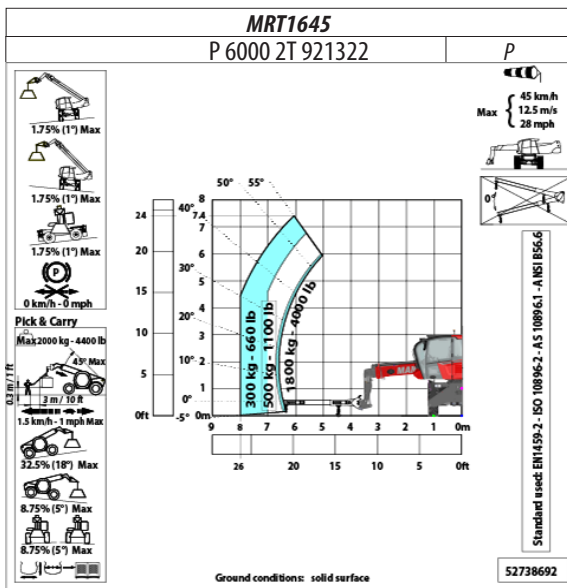 MRT1645
P 6000 2T 921322
P
1.75% (1°) Max
1.75% (1°) Max
1.75% (1°) Max
P
0 km/h - 0 mph
Pick & Carry
Max 2000 kg - 4400 lb
45° Max
0.3 m / 1 ft
3 m / 10 ft
1.5 km/h - 1 mph Max
32.5% (18°) Max
8.75% (5°) Max
8.75% (5°) Max
Max
45 km/h
12.5 m/s
28 mph
0°
50°
55°
40°
30°
20°
10°
0°
-5°
24
20
15
10
5
0ft
8
7.4
7
6
5
4
3
2
1
0m
300 kg - 660 lb
500 kg - 1100 lb
1800 kg - 4000 lb
MAN
9
8
7
6
5
4
3
2
1
0m
26
20
15
10
5
0ft
Standard used: EN1459-2 - ISO 10896-2 - AS 10896.1 - ANSI B56.6
Ground conditions: solid surface
52738692